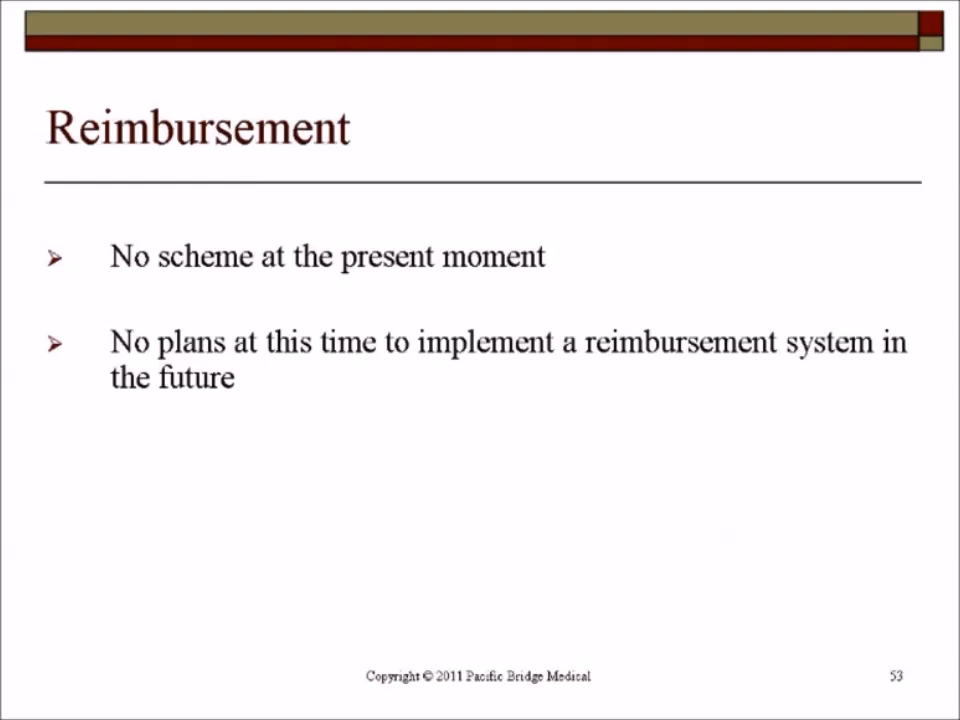 Reimbursement
No scheme at the present moment
No plans at this time to implement a reimbursement system in
the future
Copyright © 2011 Pacific Bridge Medical
53